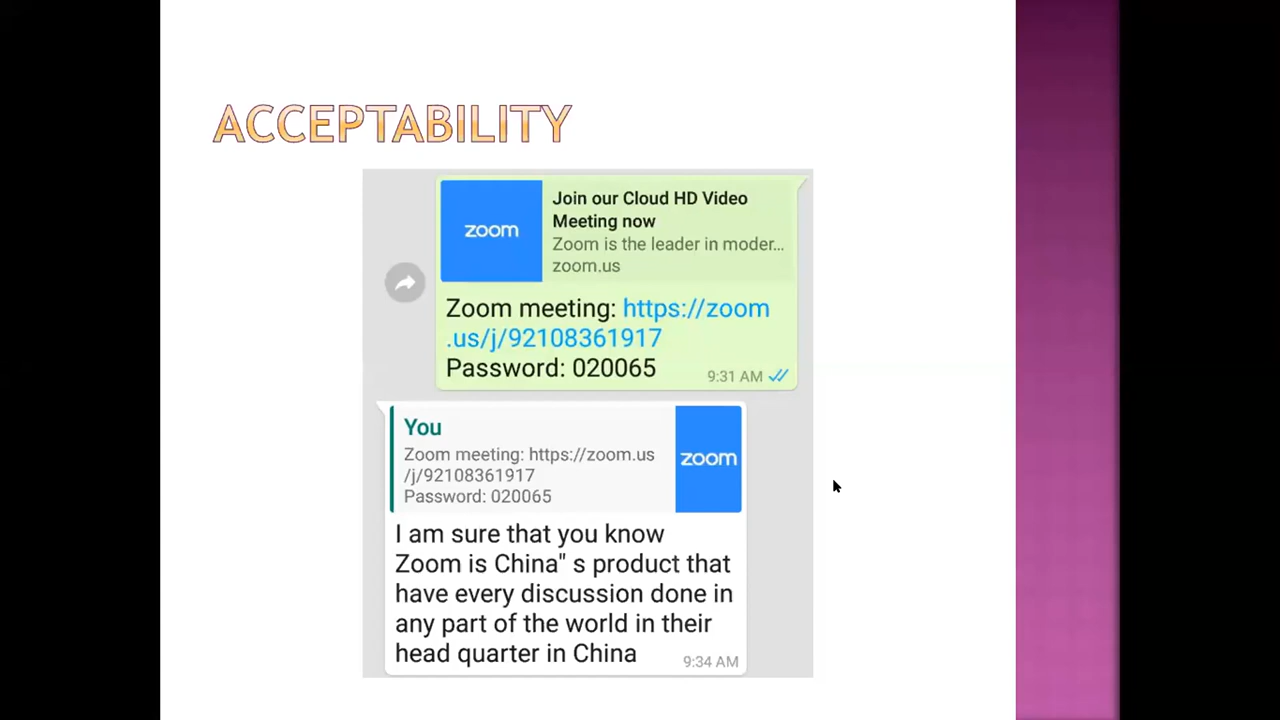 ACCEPTABILITY
zoom
Join our Cloud HD Video
Meeting now
Zoom is the leader in moder...
zoom.us
Zoom meeting: https://zoom
.us/j/92108361917
Password: 020065
9:31 AM
You
Zoom meeting: https://zoom.us
/j/92108361917
Password: 020065
zoom
I am sure that you know
Zoom is China" s product that
have every discussion done in
any part of the world in their
head quarter in China
9:34 AM